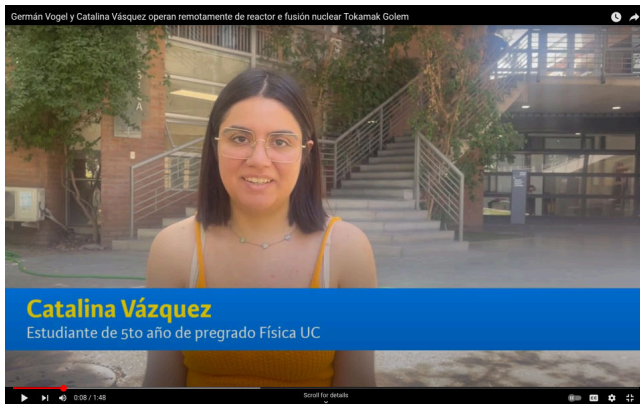 Germán Vogel y Catalina Vásquez operan remotamente de reactor e fusión nuclear Tokamak Golem
Catalina Vázquez
Estudiante de 5to año de pregrado Física UC
0:08 / 1:48
Scroll for details